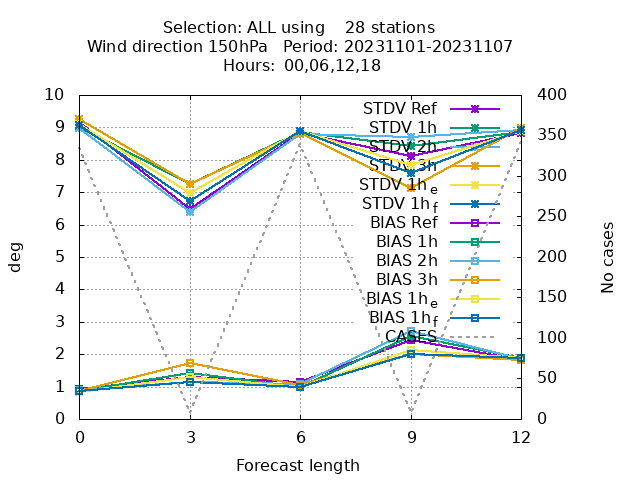 Selection: ALL using    28 stations
Wind direction 150hPa   Period: 20231101-20231107
Hours: 00,06,12,18
10
9
8
7
6
5
4
3
2
1
0
400
350
300
250
200
150
100
50
0
STDV Ref
STDV 1h
STDV 2h
STDV 3h
STDV 1he
STDV 1hf
BIAS Ref
BIAS 1h
BIAS 2h
BIAS 3h
BIAS 1he
BIAS 1hf
CASES
deg
No cases
0 3 6 9 12
Forecast length